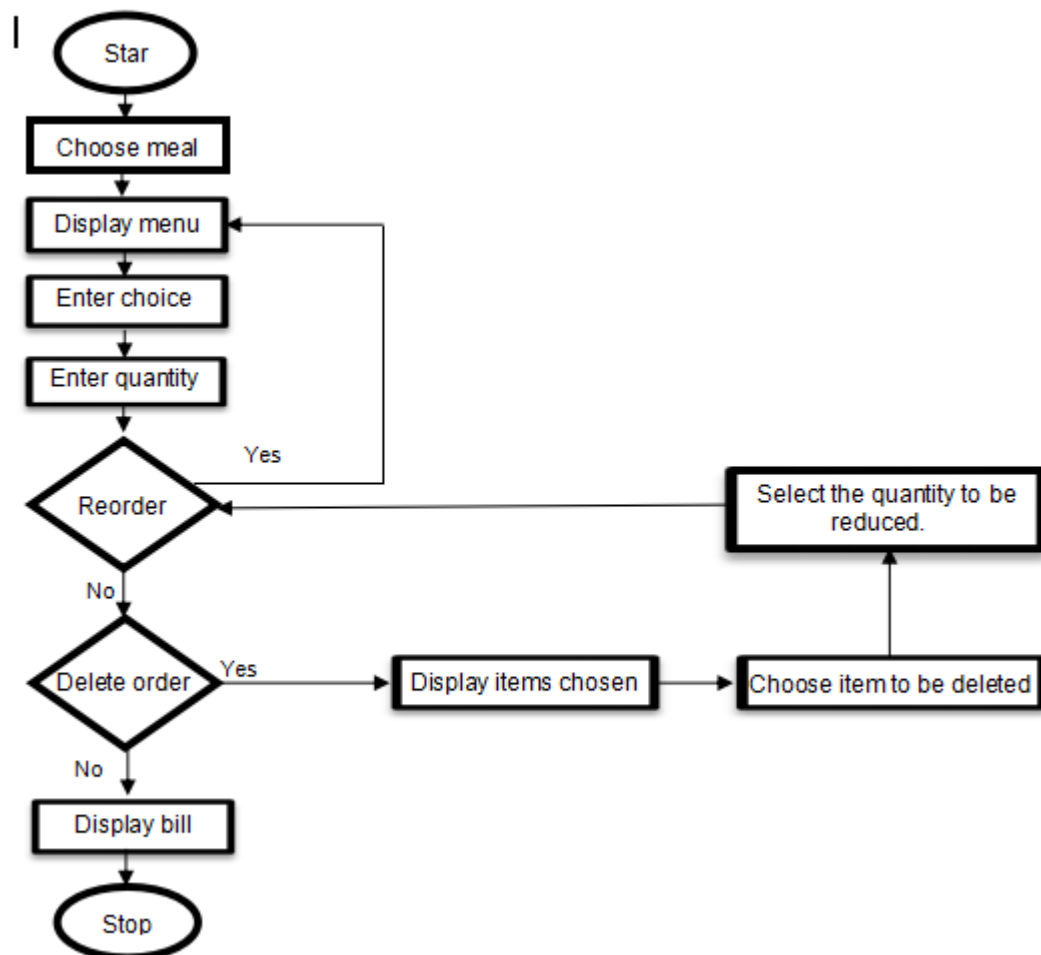 Star
Choose meal
Display menu
Enter choice
Enter quantity
Yes
Reorder
Select the quantity to be
reduced.
No
Delete order
Yes
Display items chosen
Choose item to be deleted
No
Display bill
Stop